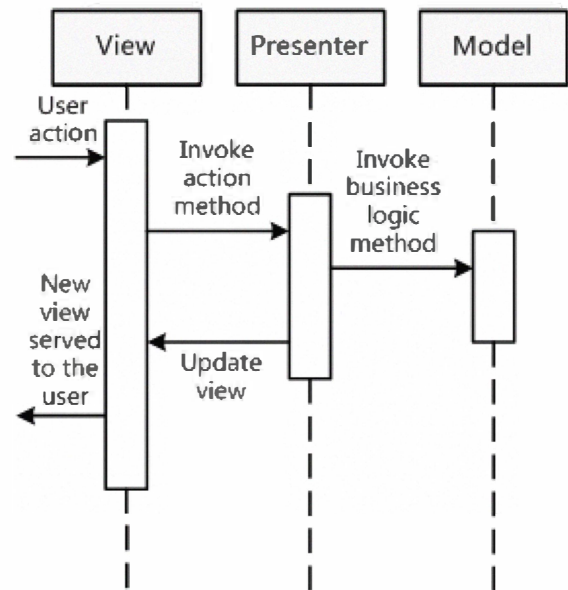 View
Presenter
Model
User
action
Invoke
action
method
Invoke
business
logic
method
New
view
served
to the
user
Update
view